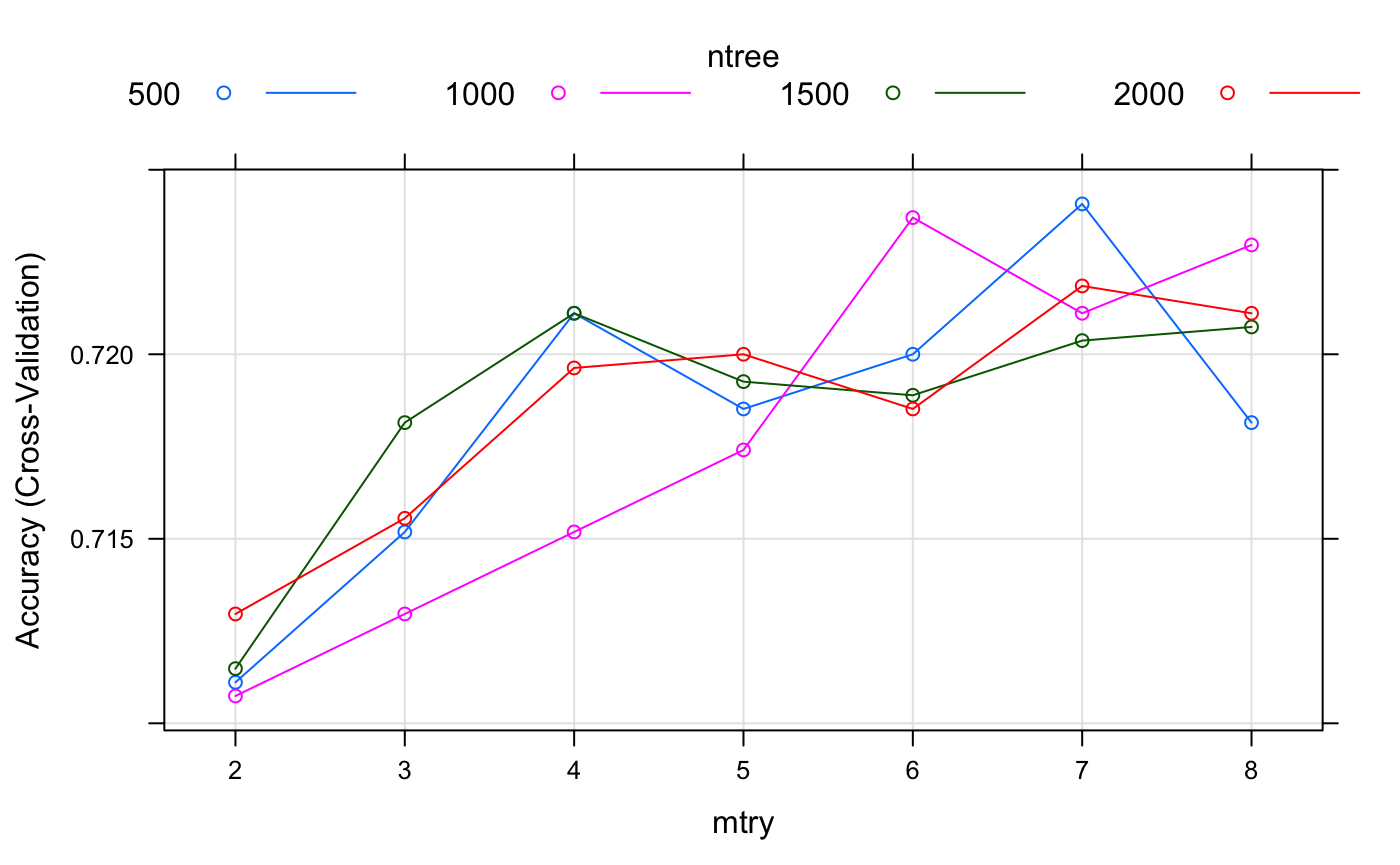 ntree
500 1000 1500 2000
Accuracy (Cross-Validation)
0.720
0.715
2 3 4 5 6 7 8
mtry